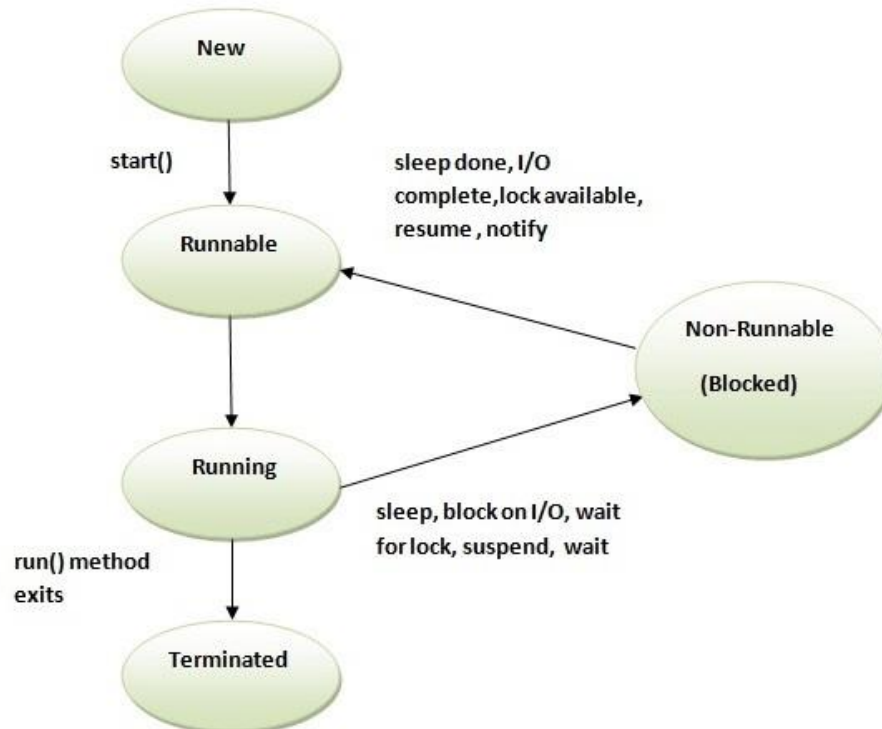 New
start()
sleep done, I/O
complete,lock available,
resume , notify
Runnable
Non-Runnable
(Blocked)
Running
sleep, block on I/O, wait
for lock, suspend, wait
run() method
exits
Terminated